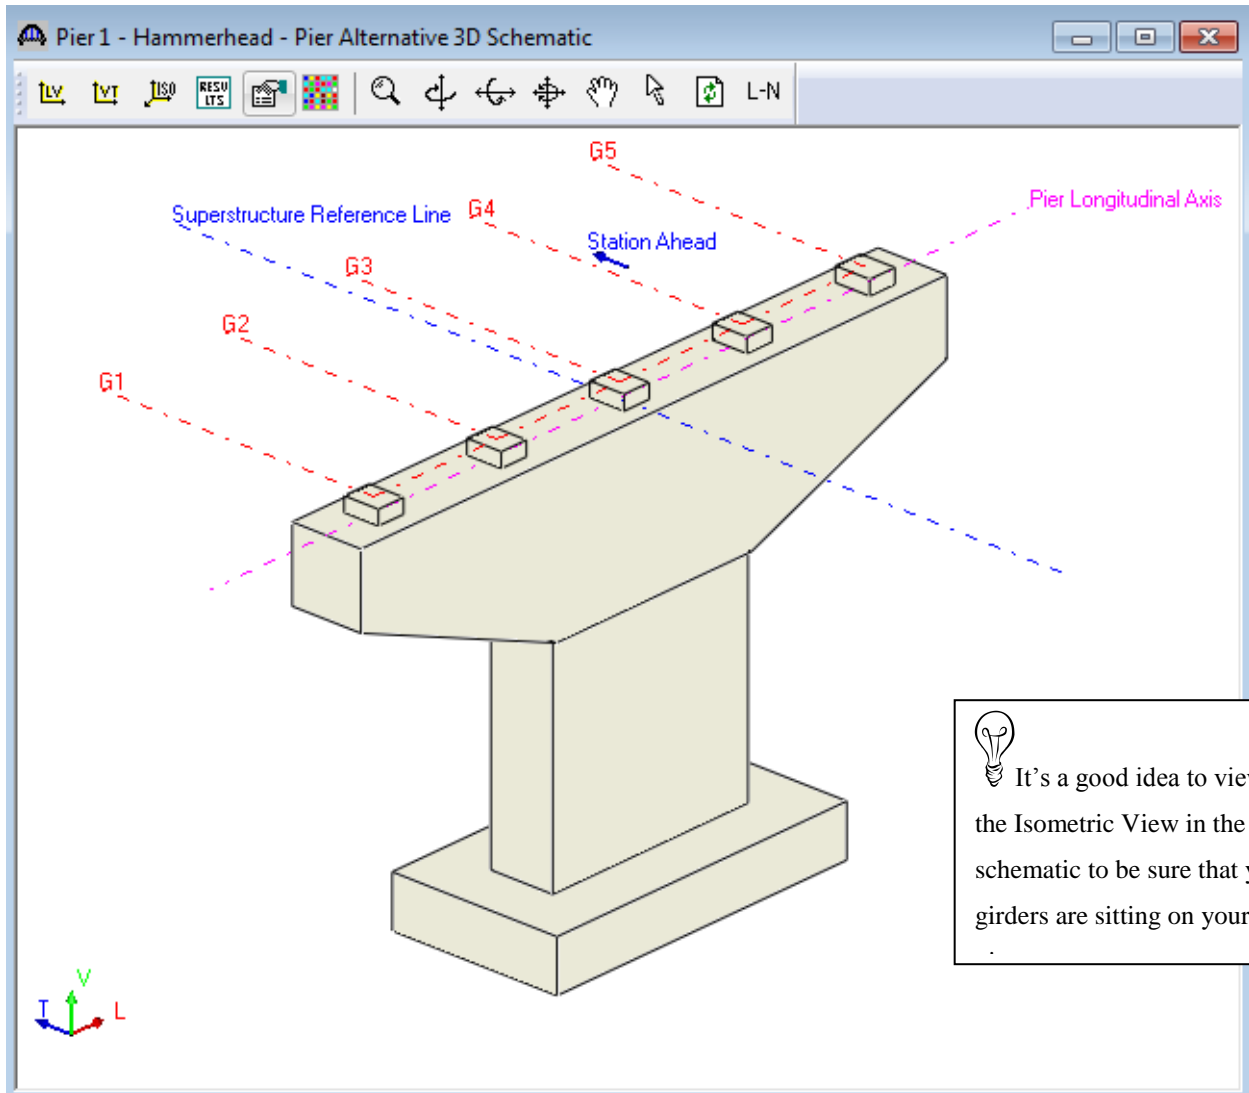 Pier 1 - Hammerhead - Pier Alternative 3D Schematic
LV VT ISO RESU LTS L-N
G5
Pier Longitudinal Axis
Superstructure Reference Line
G4
Station Ahead
G3
G2
G1
It's a good idea to
the Isometric View in the
schematic to be sure that
girders are sitting on your
V
T
L